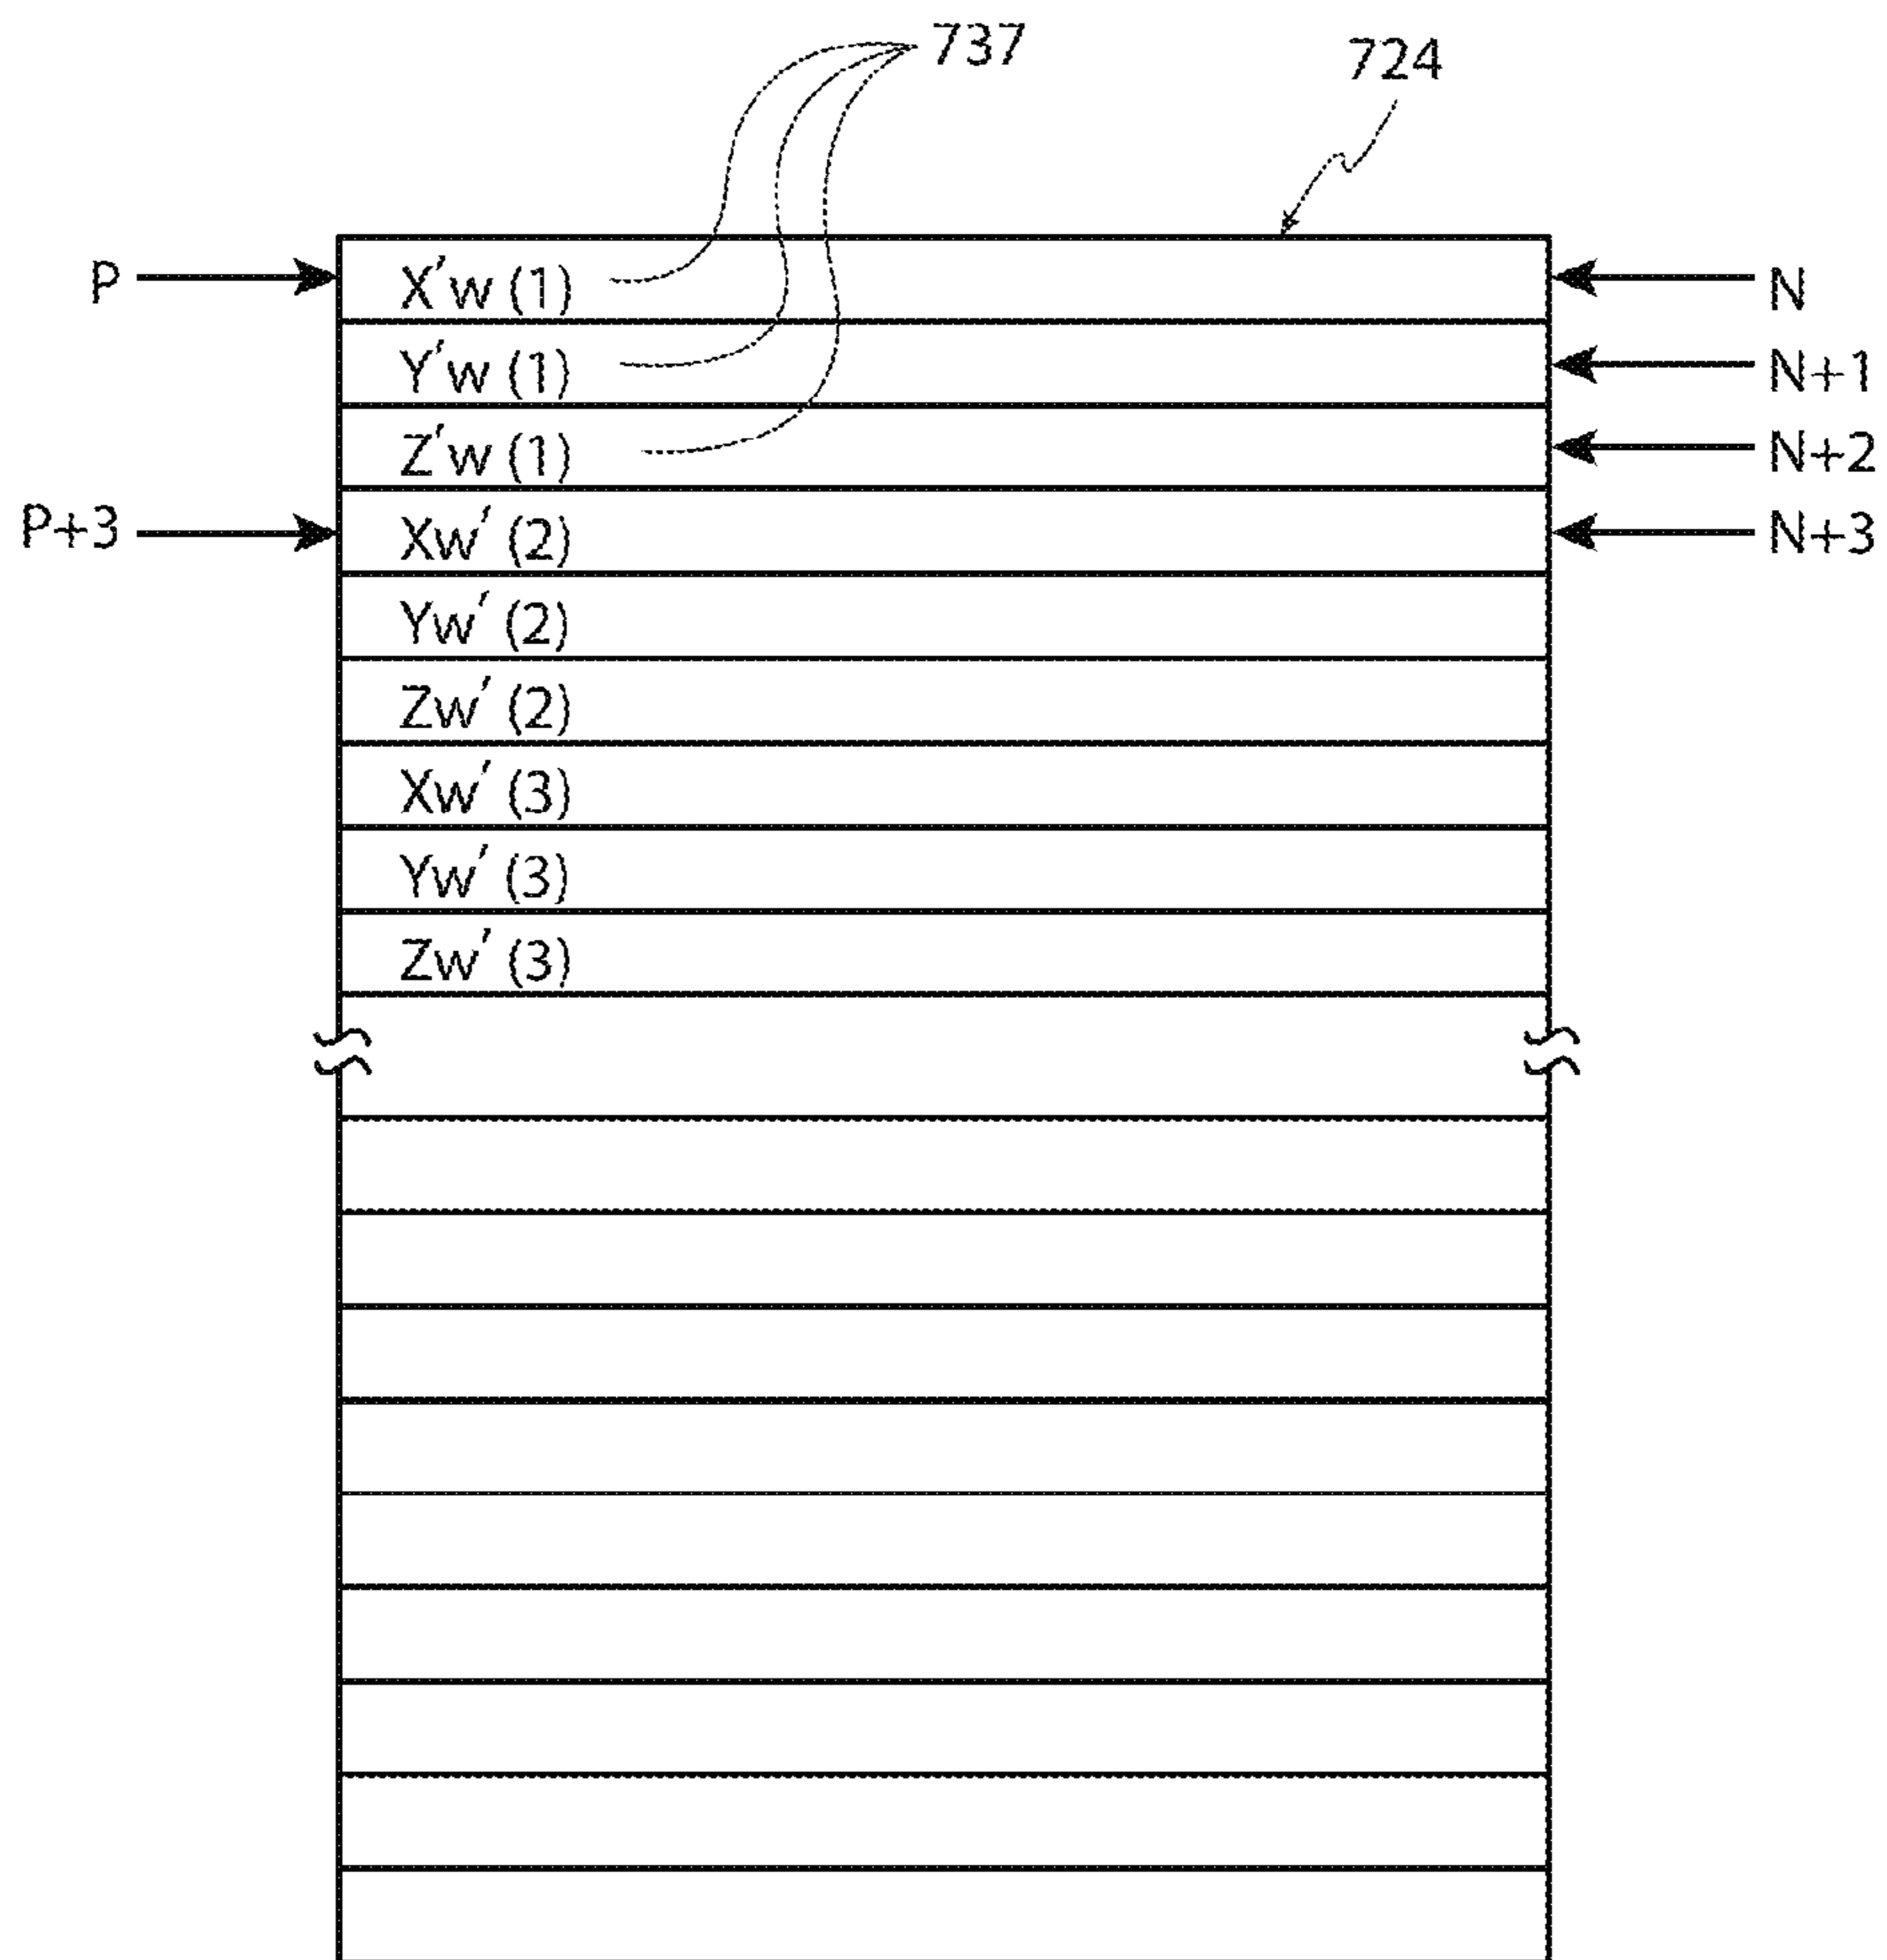 737
724
P X'w (1) N
Y'w (1) N+1
Z'w (1) N+2
P+3 Xw' (2) N+3
Yw' (2)
Zw' (2)
Xw' (3)
Yw' (3)
Zw' (3)